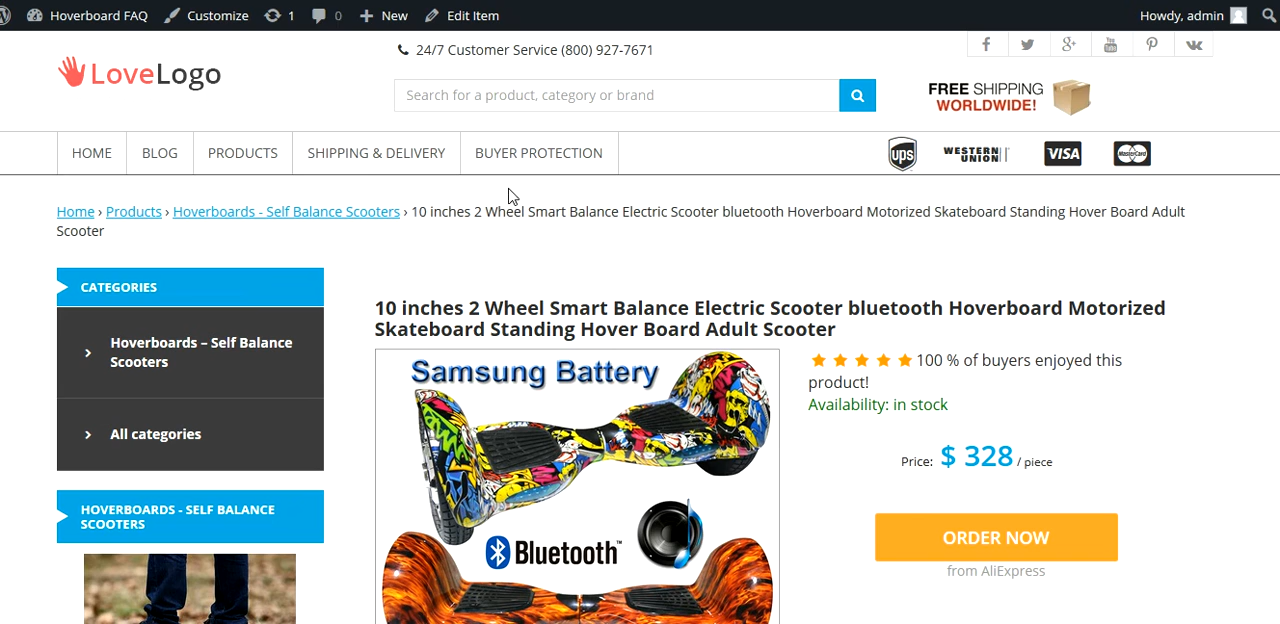 Hoverboard FAQ Customize 1 0 New Edit Item Howdy, admin
24/7 Customer Service (800) 927-7671
LoveLogo
Search for a product, category or brand
FREE SHIPPING
WORLDWIDE!
HOME BLOG PRODUCTS SHIPPING & DELIVERY BUYER PROTECTION
ups WESTERN UNION VISA MasterCard
Home › Products › Hoverboards - Self Balance Scooters › 10 inches 2 Wheel Smart Balance Electric Scooter bluetooth Hoverboard Motorized Skateboard Standing Hover Board Adult
Scooter
CATEGORIES
Hoverboards – Self Balance
Scooters
All categories
HOVERBOARDS - SELF BALANCE
SCOOTERS
10 inches 2 Wheel Smart Balance Electric Scooter bluetooth Hoverboard Motorized
Skateboard Standing Hover Board Adult Scooter
Samsung Battery
Bluetooth™
100 % of buyers enjoyed this
product!
Availability: in stock
Price: $ 328 / piece
ORDER NOW
from AliExpress